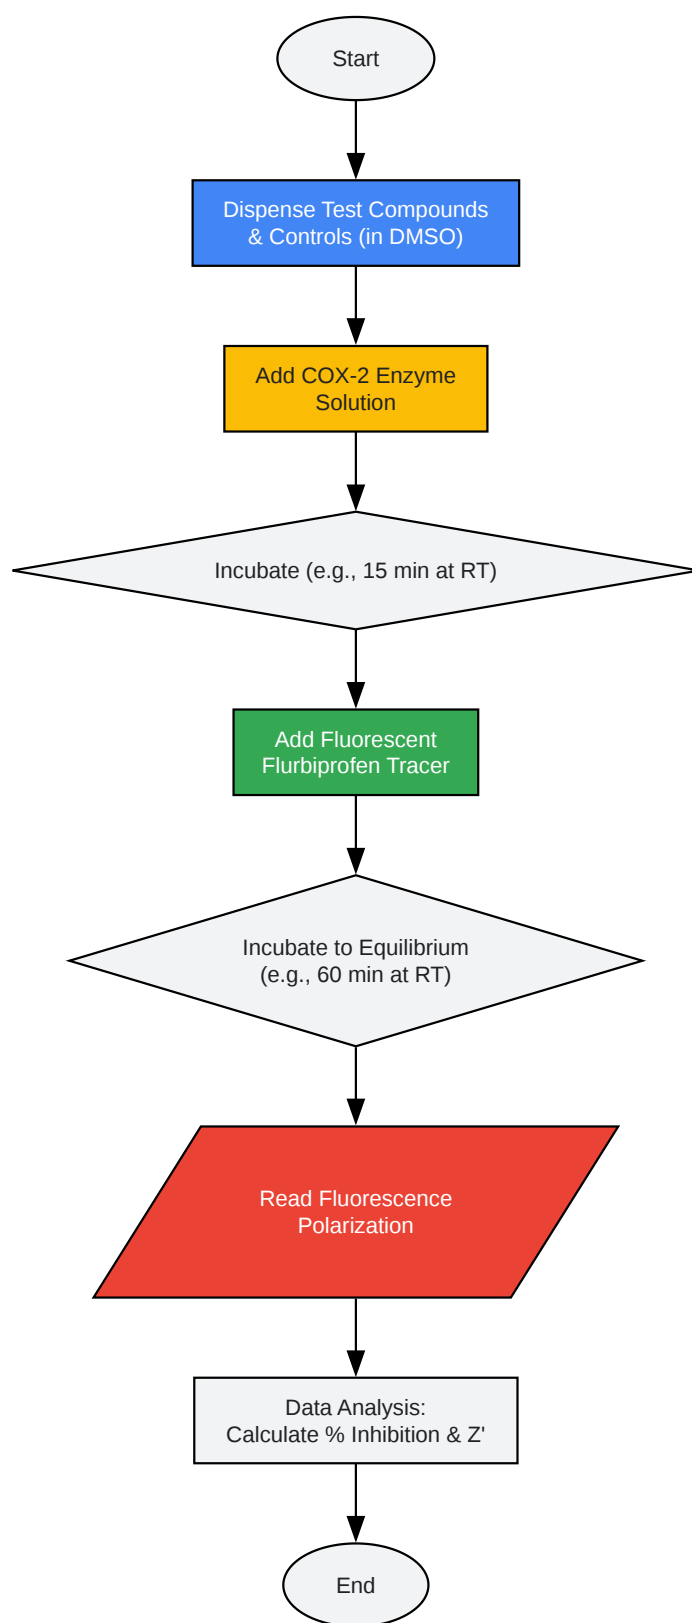 Start
Dispense Test Compounds
& Controls (in DMSO)
Add COX-2 Enzyme
Solution
Incubate (e.g., 15 min at RT)
Add Fluorescent
Flurbiprofen Tracer
Incubate to Equilibrium
(e.g., 60 min at RT)
Read Fluorescence
Polarization
Data Analysis:
Calculate % Inhibition & Z'
End